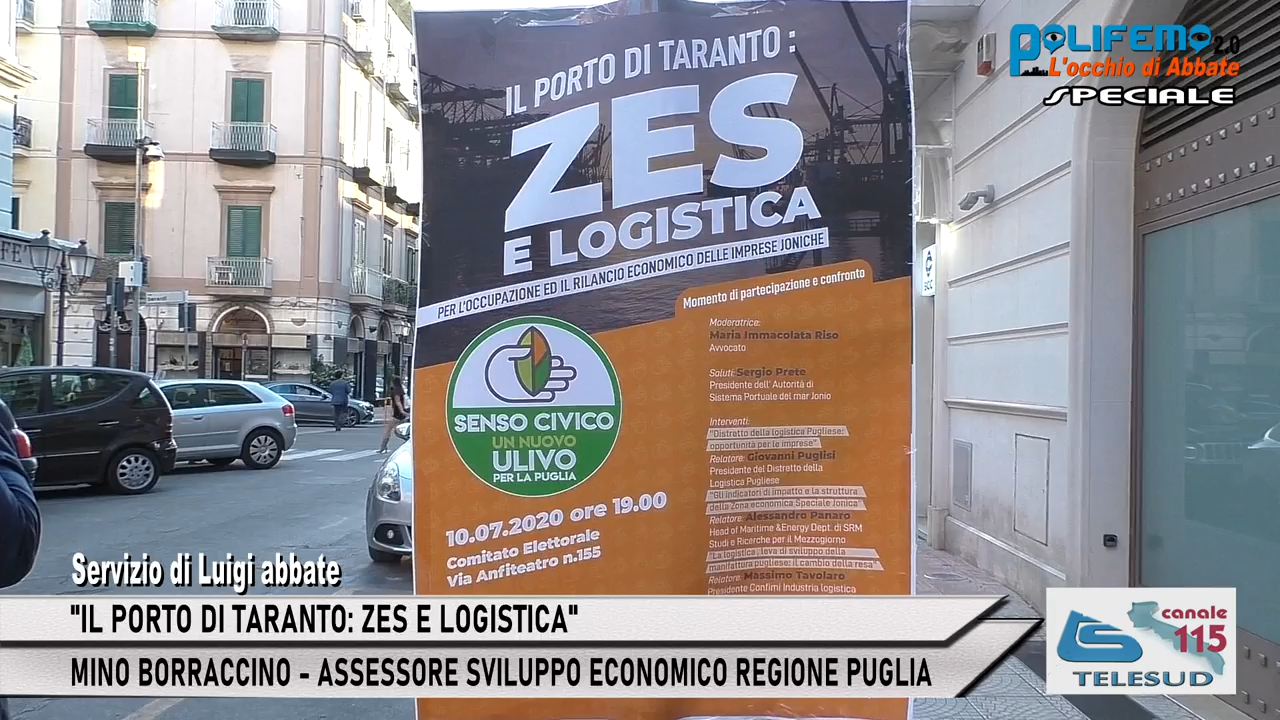 POLIFEMO 2.0
L'occhio di Abbate
SPECIALE
IL PORTO DI TARANTO :
ZES
E LOGISTICA
PER L'OCCUPAZIONE ED IL RILANCIO ECONOMICO DELLE IMPRESE JONICHE
Momento di partecipazione e confronto
Moderatrice:
Maria Immacolata Riso
Avvocato
Saluti: Sergio Prete
Presidente dell' Autorità di
Sistema Portuale del mar Jonio
Interventi:
"Distretto della logistica Pugliese:
opportunità per le imprese"
Relatore: Giovanni Puglisi
Presidente del Distretto della
Logistica Pugliese
"Gli indicatori di impatto e la struttura
della Zona economica Speciale Jonica"
Relatore: Alessandro Panaro
Head of Maritime &Energy Dept: di SRM
Studi e Ricerche per il Mezzogiorno
"La logistica, leva di sviluppo della
manifattura pugliese: il cambio della resa"
Relatore: Massimo Tavolaro
Presidente Confimi Industria logistica
SENSO CIVICO
UN NUOVO
ULIVO
PER LA PUGLIA
10.07.2020 ore 19.00
Comitato Elettorale
Via Anfiteatro n.155
BCC
Servizio di Luigi abbate
"IL PORTO DI TARANTO: ZES E LOGISTICA"
MINO BORRACCINO – ASSESSORE SVILUPPO ECONOMICO REGIONE PUGLIA
canale
115
TELESUD